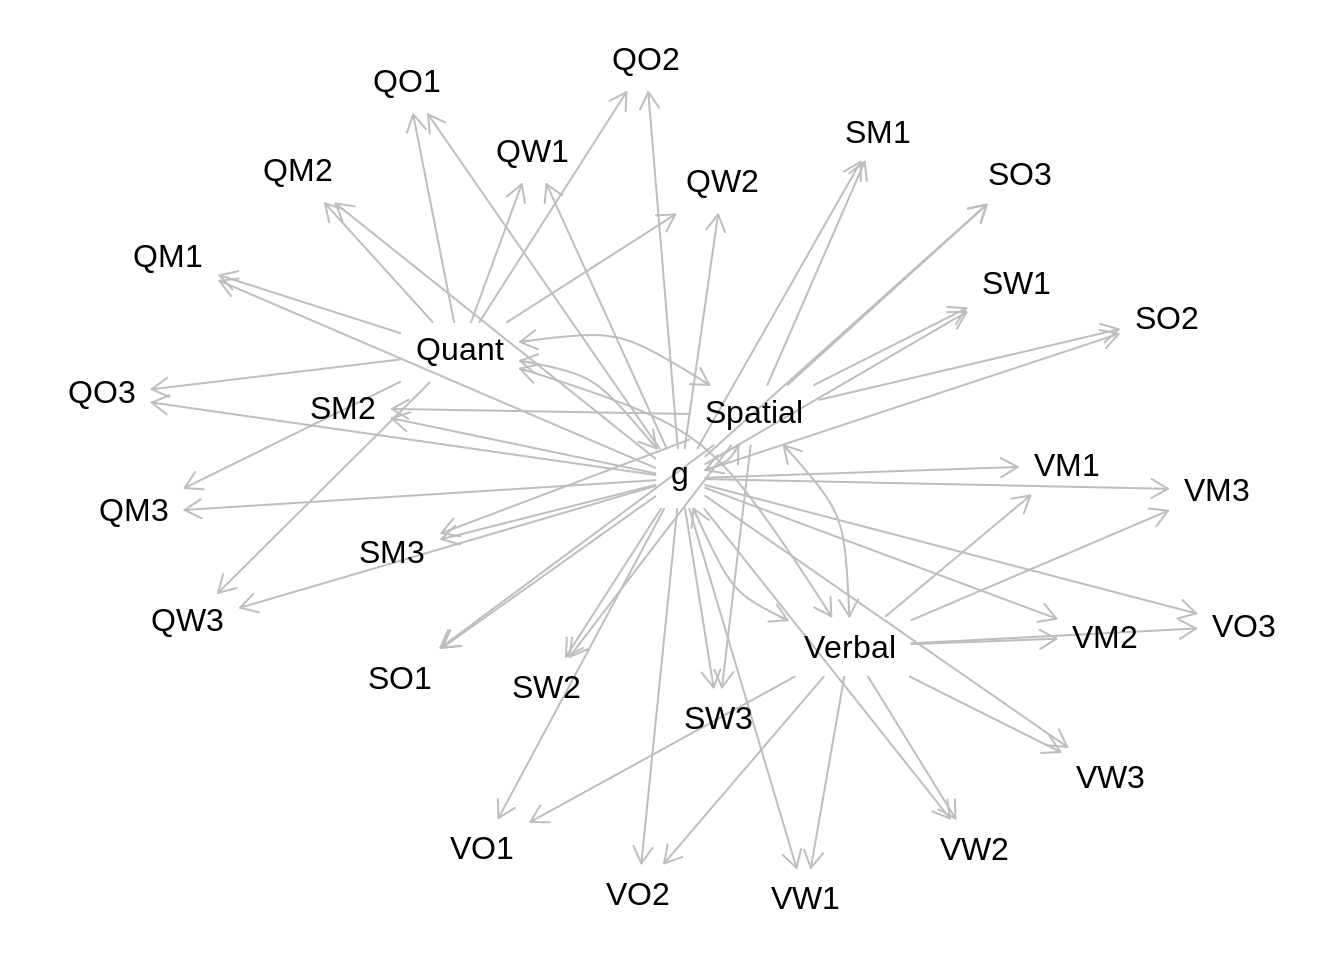 QO2
QO1
SM1
QW1
QM2
SO3
QW2
QM1
SW1
SO2
Quant
QO3
SM2
Spatial
VM1
g
VM3
QM3
SM3
QW3
VO3
VM2
Verbal
SO1
SW2
SW3
VW3
VO1
VW2
VO2
VW1